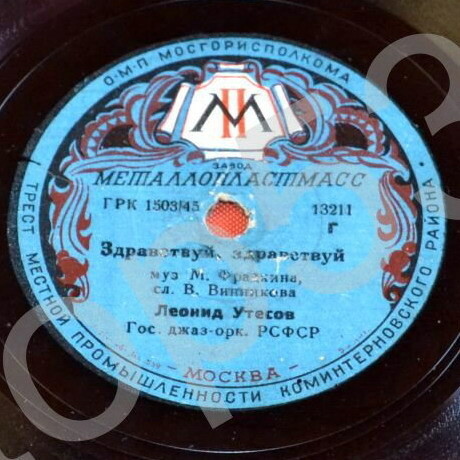 О-М-П МОСГОРИСПОЛКОМА
М
ЗАВОД
МЕТАЛЛОПЛАСТМАСС
ГРК 1503/45 13211
Г
Здравствуй, здравствуй
муз М. Фрадкина,
сл. В. Винникова
Леонид Утесов
Гос. джаз-орк. РСФСР
- МОСКВА -
ТРЕСТ МЕСТНОЙ ПРОМЫШЛЕННОСТИ КОМИНТЕРНОВСКОГО РАЙОНА